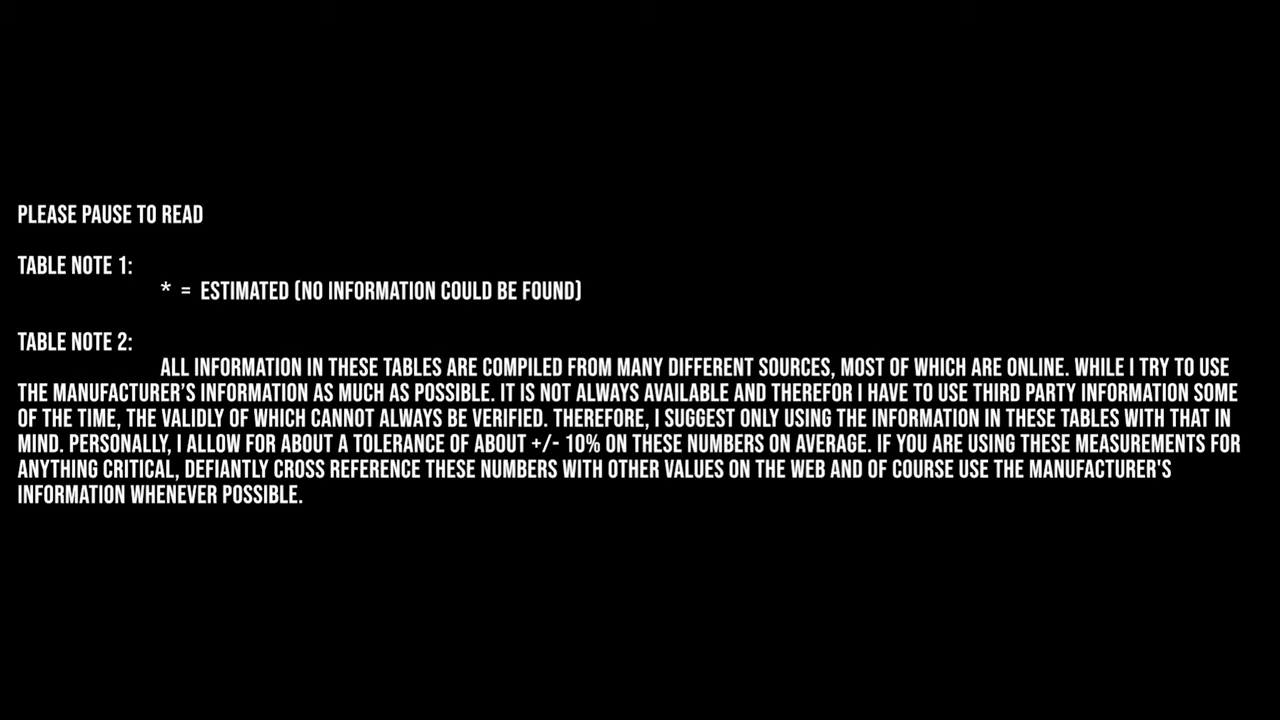 PLEASE PAUSE TO READ
TABLE NOTE 1:
* = ESTIMATED (NO INFORMATION COULD BE FOUND)
TABLE NOTE 2:
ALL INFORMATION IN THESE TABLES ARE COMPILED FROM MANY DIFFERENT SOURCES, MOST OF WHICH ARE ONLINE. WHILE I TRY TO USE
THE MANUFACTURER’S INFORMATION AS MUCH AS POSSIBLE. IT IS NOT ALWAYS AVAILABLE AND THEREFOR I HAVE TO USE THIRD PARTY INFORMATION SOME
OF THE TIME, THE VALIDLY OF WHICH CANNOT ALWAYS BE VERIFIED. THEREFORE, I SUGGEST ONLY USING THE INFORMATION IN THESE TABLES WITH THAT IN
MIND. PERSONALLY, I ALLOW FOR ABOUT A TOLERANCE OF ABOUT +/- 10% ON THESE NUMBERS ON AVERAGE. IF YOU ARE USING THESE MEASUREMENTS FOR
ANYTHING CRITICAL, DEFIANTLY CROSS REFERENCE THESE NUMBERS WITH OTHER VALUES ON THE WEB AND OF COURSE USE THE MANUFACTURER'S
INFORMATION WHENEVER POSSIBLE.